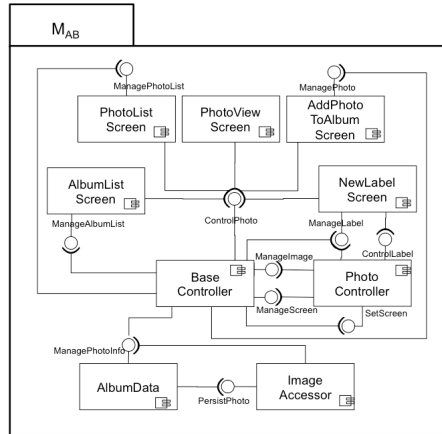 MAB
ManagePhotoList
ManagePhoto
PhotoList
Screen
PhotoView
Screen
AddPhoto
ToAlbum
Screen
AlbumList
Screen
NewLabel
Screen
ManageAlbumList
ControlPhoto
ManageLabel
ControlLabel
Base
Controller
ManageImage
ManageScreen
Photo
Controller
SetScreen
ManagePhotoInfo
AlbumData
PersistPhoto
Image
Accessor